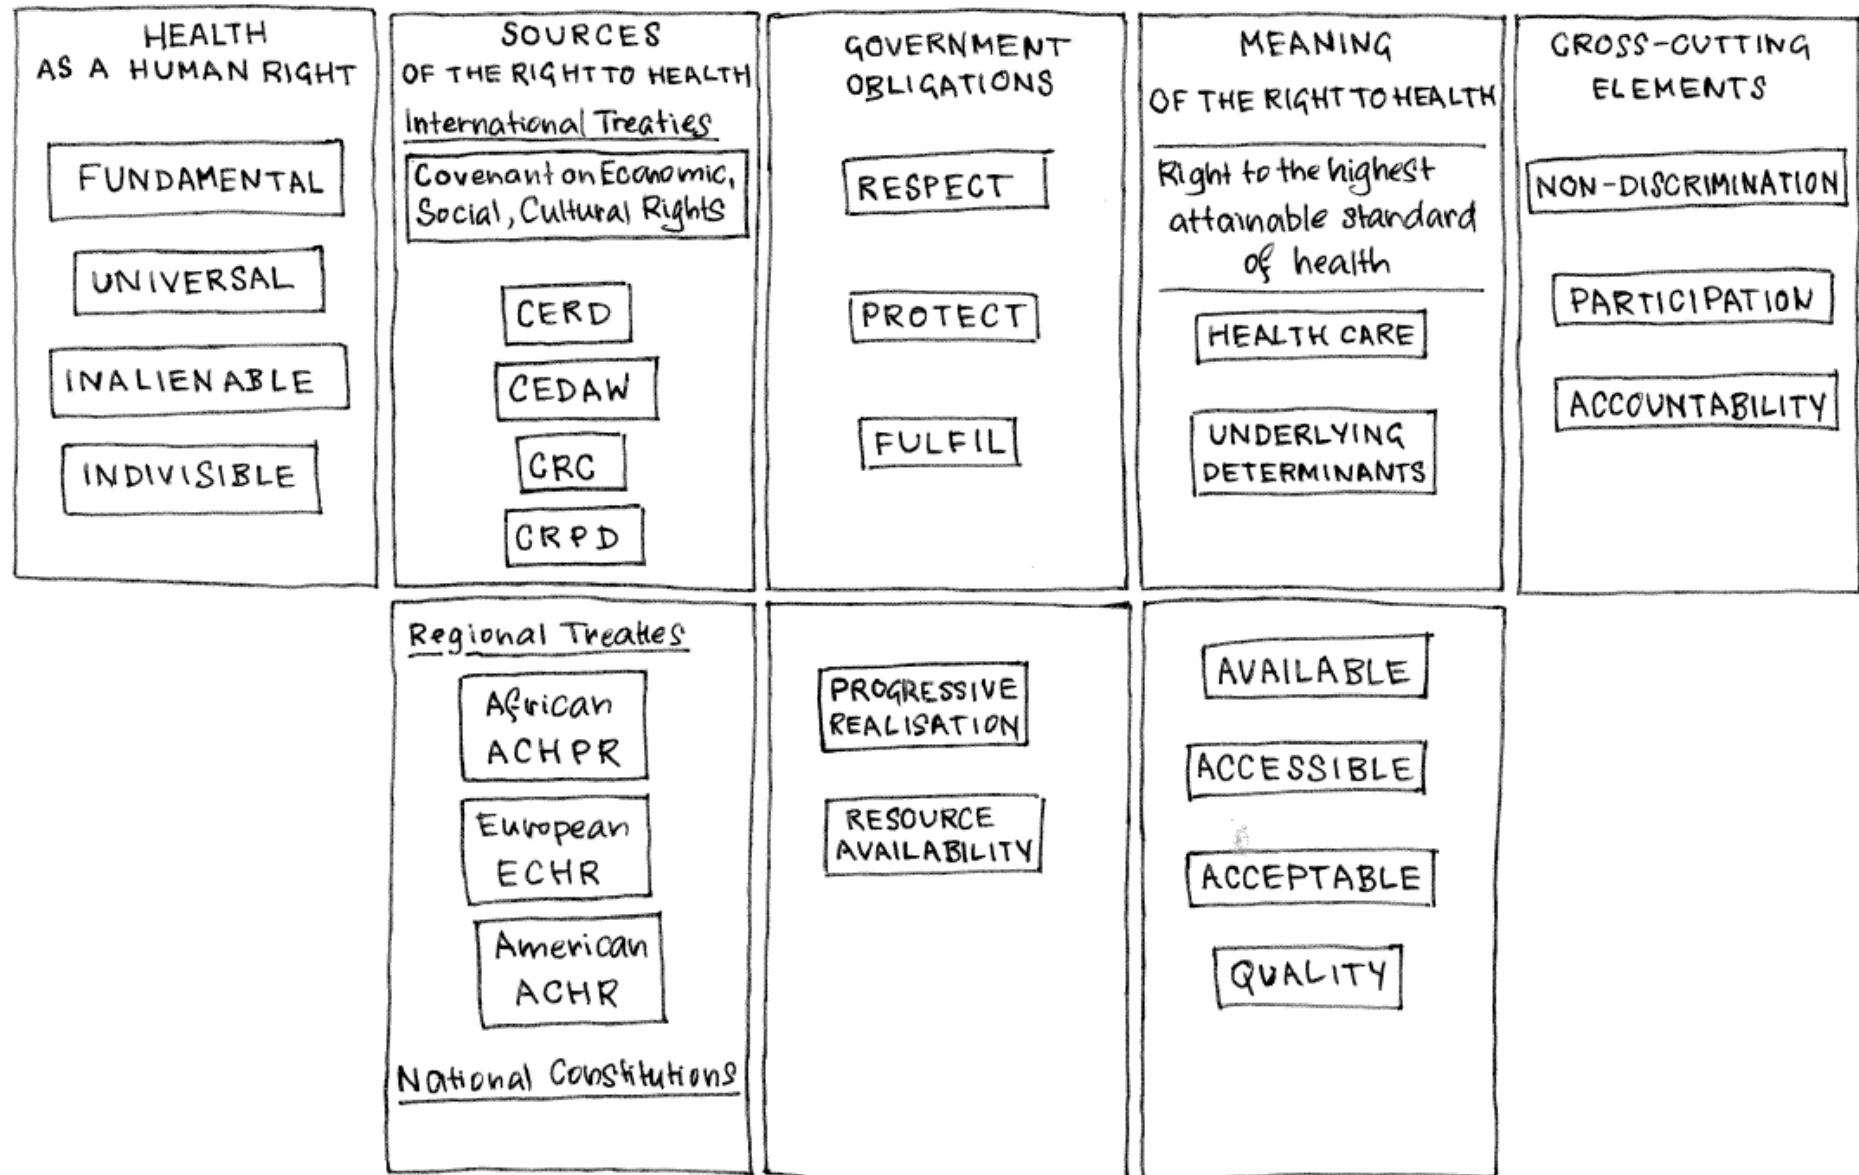 HEALTH
AS A HUMAN RIGHT
FUNDAMENTAL
UNIVERSAL
INALIENABLE
INDIVISIBLE
SOURCES
OF THE RIGHT TO HEALTH
International Treaties
Covenant on Economic,
Social, Cultural Rights
CERD
CEDAW
CRC
CRPD
Regional Treaties
African
ACHPR
European
ECHR
American
ACHR
National Constitutions
GOVERNMENT
OBLIGATIONS
RESPECT
PROTECT
FULFIL
PROGRESSIVE
REALISATION
RESOURCE
AVAILABILITY
MEANING
OF THE RIGHT TO HEALTH
Right to the highest
attainable standard
of health
HEALTH CARE
UNDERLYING
DETERMINANTS
AVAILABLE
ACCESSIBLE
ACCEPTABLE
QUALITY
CROSS-CUTTING
ELEMENTS
NON-DISCRIMINATION
PARTICIPATION
ACCOUNTABILITY